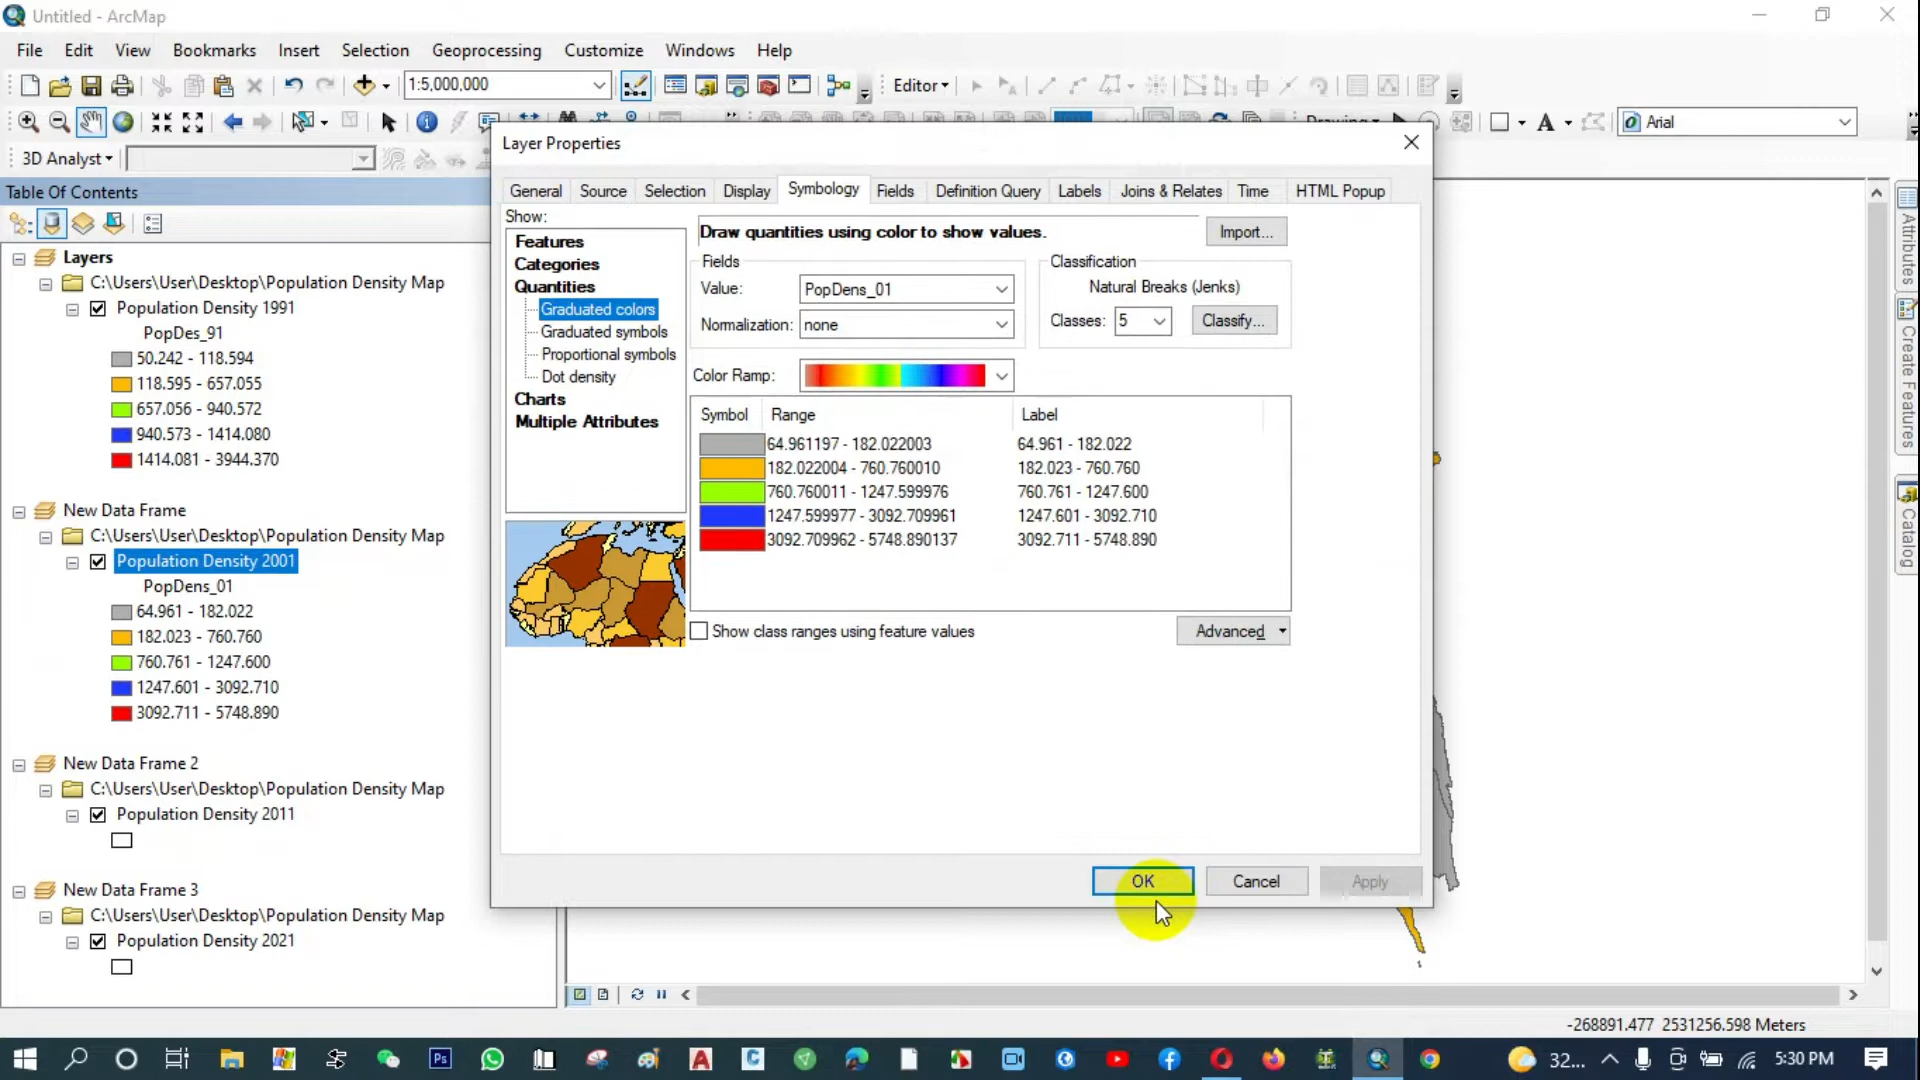 Untitled - ArcMap
File Edit View Bookmarks Insert Selection Geoprocessing Customize Windows Help
1:5,000,000
Editor
Arial
3D Analyst
Table Of Contents
Layers
C:\Users\User\Desktop\Population Density Map
Population Density 1991
PopDes_91
50.242 - 118.594
118.595 - 657.055
657.056 - 940.572
940.573 - 1414.080
1414.081 - 3944.370
New Data Frame
C:\Users\User\Desktop\Population Density Map
Population Density 2001
PopDens_01
64.961 - 182.022
182.023 - 760.760
760.761 - 1247.600
1247.601 - 3092.710
3092.711 - 5748.890
New Data Frame 2
C:\Users\User\Desktop\Population Density Map
Population Density 2011
New Data Frame 3
C:\Users\User\Desktop\Population Density Map
Population Density 2021
Layer Properties
General Source Selection Display Symbology Fields Definition Query Labels Joins & Relates Time HTML Popup
Show:
Features
Categories
Quantities
Graduated colors
Graduated symbols
Proportional symbols
Dot density
Charts
Multiple Attributes
Draw quantities using color to show values.
Import...
Fields
Value: PopDens_01
Normalization: none
Classification
Natural Breaks (Jenks)
Classes: 5 Classify...
Color Ramp:
Symbol Range Label
64.961197 - 182.022003 64.961 - 182.022
182.022004 - 760.760010 182.023 - 760.760
760.760011 - 1247.599976 760.761 - 1247.600
1247.599977 - 3092.709961 1247.601 - 3092.710
3092.709962 - 5748.890137 3092.711 - 5748.890
Show class ranges using feature values
Advanced
OK Cancel Apply
Attributes
Create Features
Catalog
-268891.477 2531256.598 Meters
32... 5:30 PM